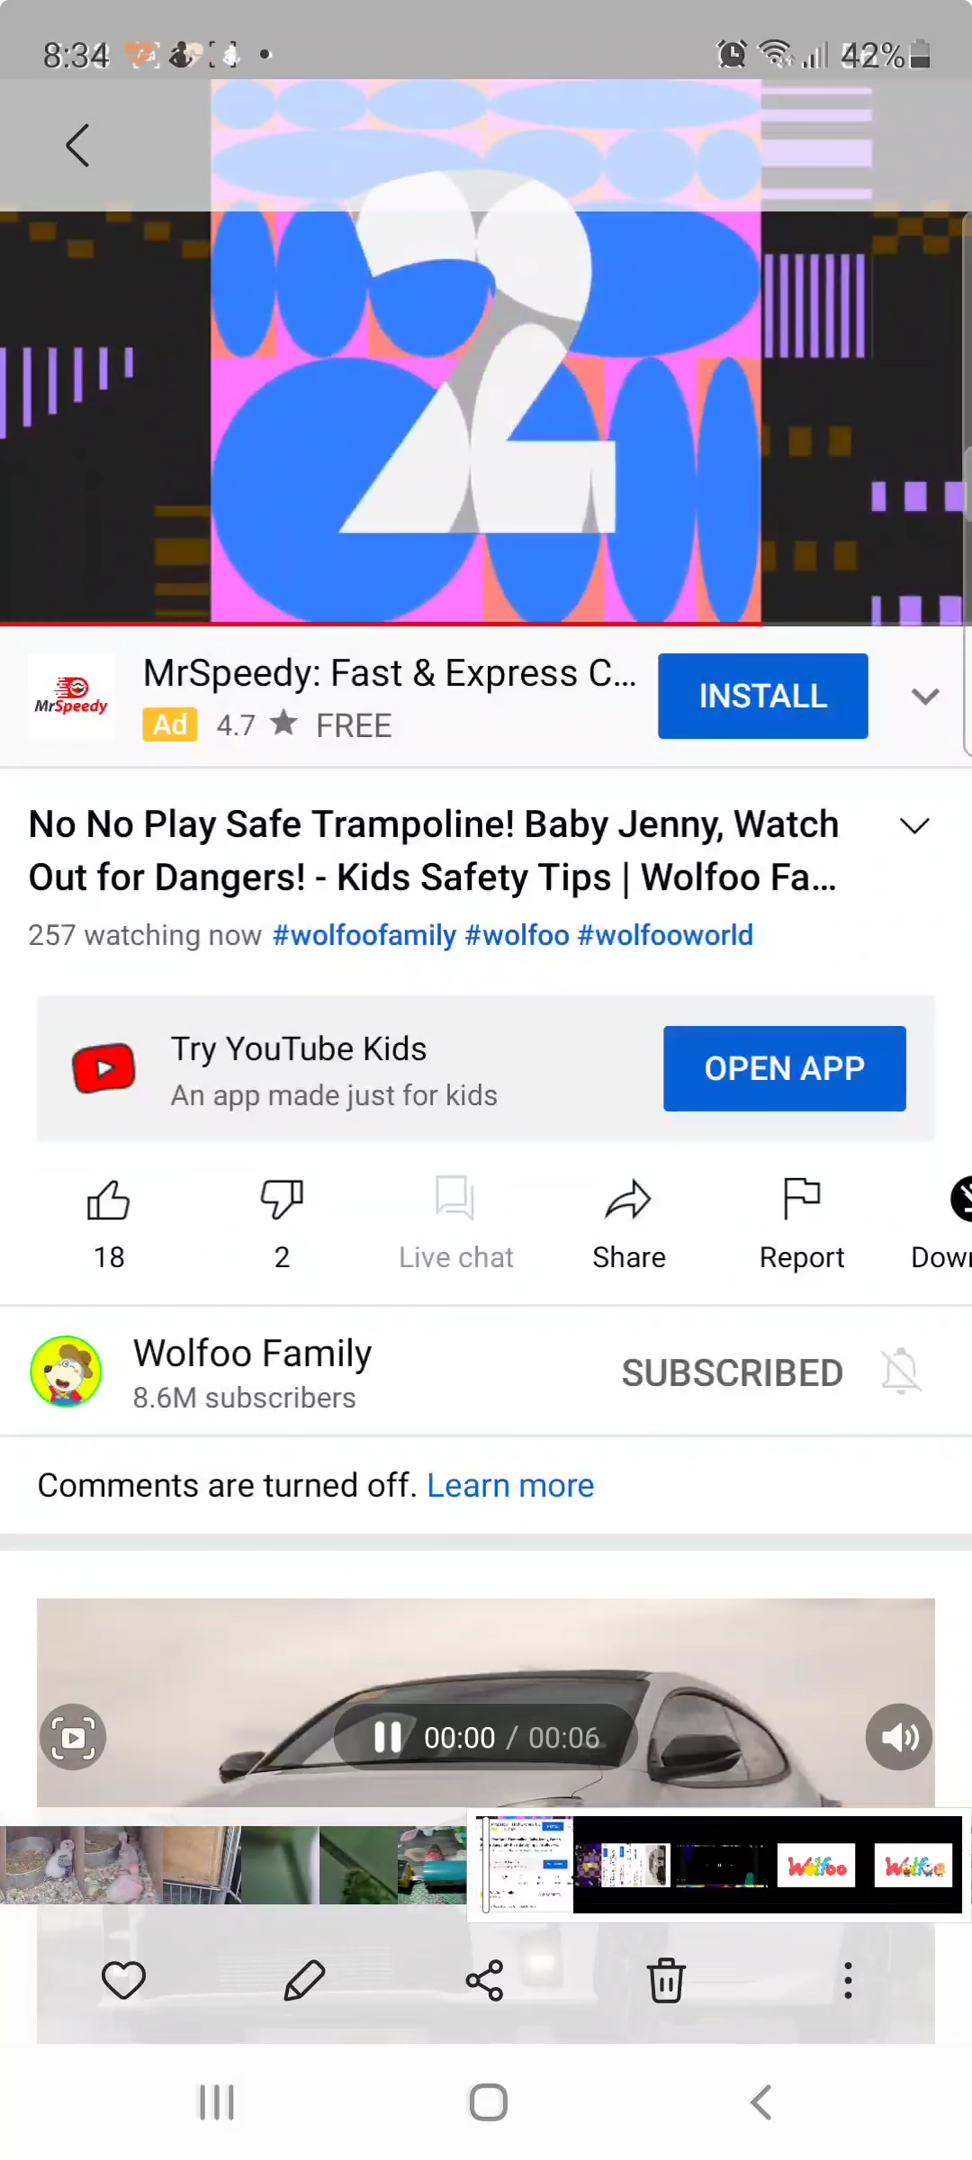 8:34
42%
2
MrSpeedy: Fast & Express C...
MrSpeedy
INSTALL
Ad 4.7 ★ FREE
No No Play Safe Trampoline! Baby Jenny, Watch
Out for Dangers! - Kids Safety Tips | Wolfoo Fa...
257 watching now #wolfoofamily #wolfoo #wolfooworld
Try YouTube Kids
An app made just for kids
OPEN APP
18
2
Live chat
Share
Report
Down
Wolfoo Family
8.6M subscribers
SUBSCRIBED
Comments are turned off. Learn more
00:00 / 00:06
Wolfoo
Wolfoo